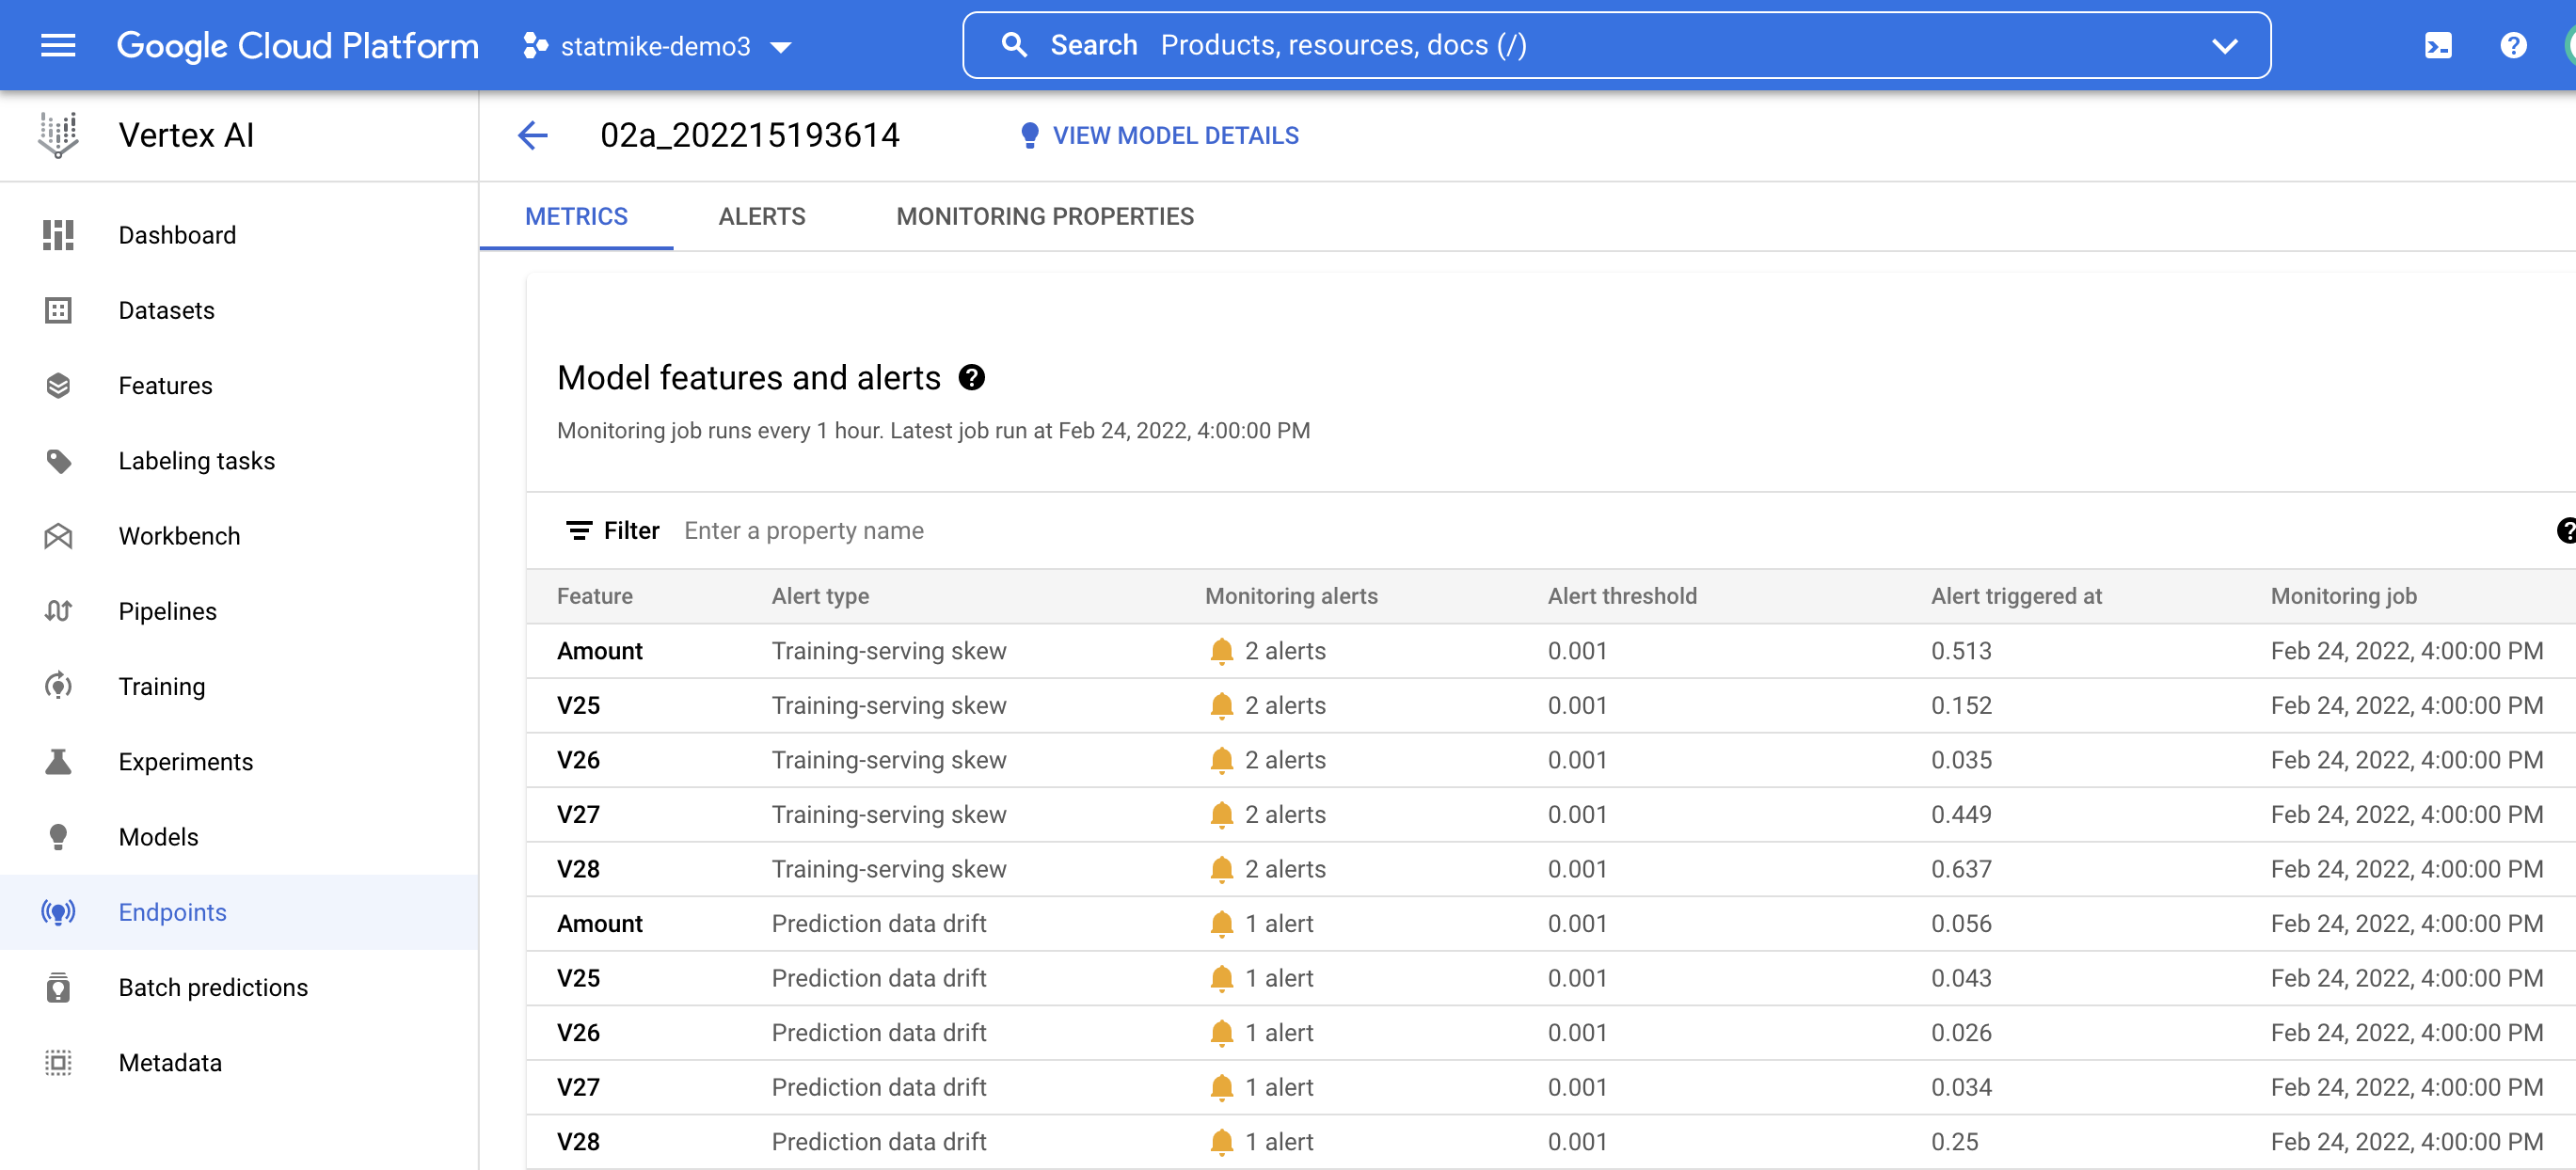 Google Cloud Platform
statmike-demo3
Search Products, resources, docs (/)
Vertex AI
02a_202215193614
VIEW MODEL DETAILS
Dashboard
Datasets
Features
Labeling tasks
Workbench
Pipelines
Training
Experiments
Models
Endpoints
Batch predictions
Metadata
METRICS ALERTS MONITORING PROPERTIES
Model features and alerts
Monitoring job runs every 1 hour. Latest job run at Feb 24, 2022, 4:00:00 PM
Filter Enter a property name
Feature Alert type Monitoring alerts Alert threshold Alert triggered at Monitoring job
Amount Training-serving skew 2 alerts 0.001 0.513 Feb 24, 2022, 4:00:00 PM
V25 Training-serving skew 2 alerts 0.001 0.152 Feb 24, 2022, 4:00:00 PM
V26 Training-serving skew 2 alerts 0.001 0.035 Feb 24, 2022, 4:00:00 PM
V27 Training-serving skew 2 alerts 0.001 0.449 Feb 24, 2022, 4:00:00 PM
V28 Training-serving skew 2 alerts 0.001 0.637 Feb 24, 2022, 4:00:00 PM
Amount Prediction data drift 1 alert 0.001 0.056 Feb 24, 2022, 4:00:00 PM
V25 Prediction data drift 1 alert 0.001 0.043 Feb 24, 2022, 4:00:00 PM
V26 Prediction data drift 1 alert 0.001 0.026 Feb 24, 2022, 4:00:00 PM
V27 Prediction data drift 1 alert 0.001 0.034 Feb 24, 2022, 4:00:00 PM
V28 Prediction data drift 1 alert 0.001 0.25 Feb 24, 2022, 4:00:00 PM